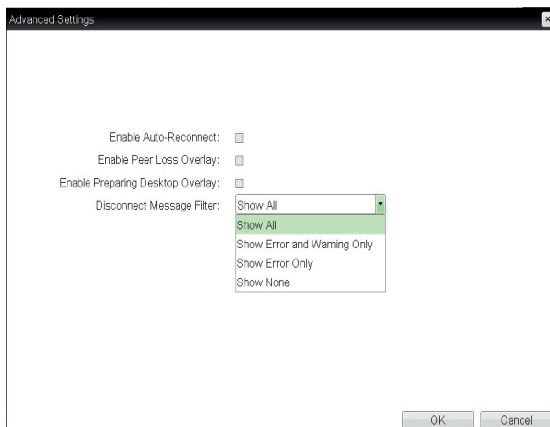 Advanced Settings
Enable Auto-Reconnect:
Enable Peer Loss Overlay:
Enable Preparing Desktop Overlay:
Disconnect Message Filter: Show All
Show All
Show Error and Warning Only
Show Error Only
Show None
OK Cancel